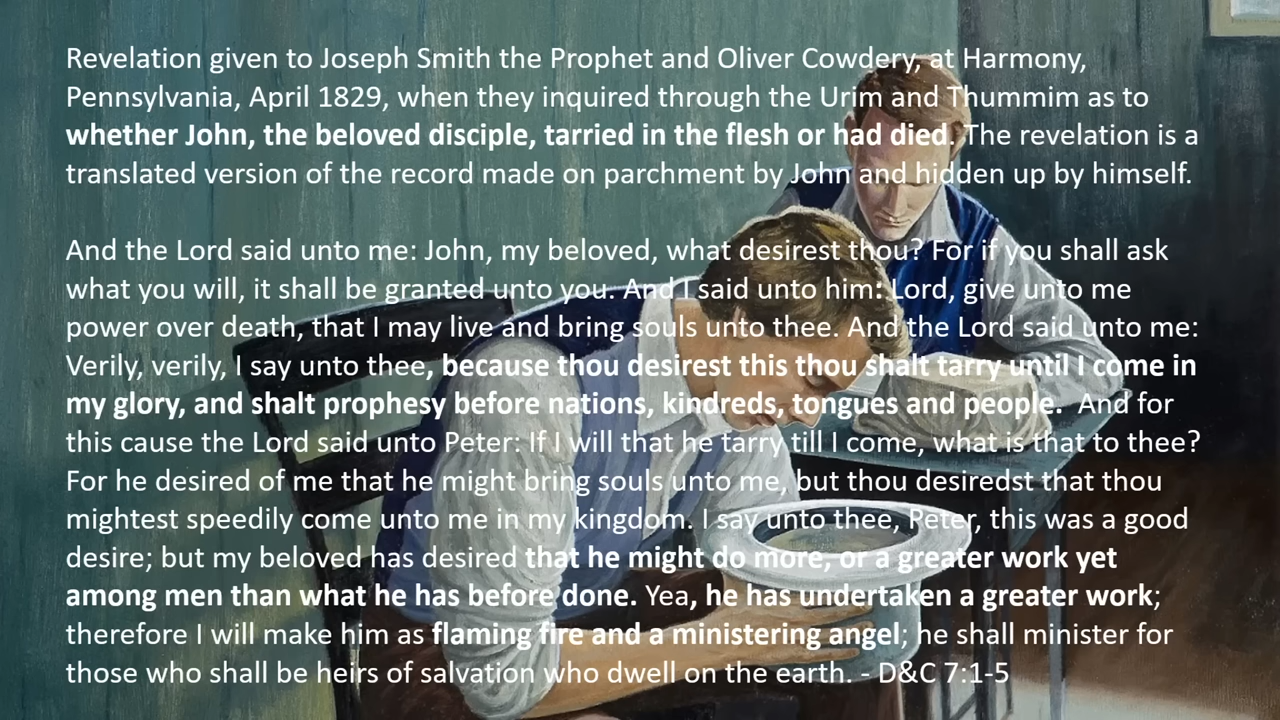 Revelation given to Joseph Smith the Prophet and Oliver Cowdery, at Harmony,
Pennsylvania, April 1829, when they inquired through the Urim and Thummim as to
whether John, the beloved disciple, tarried in the flesh or had died. The revelation is a
translated version of the record made on parchment by John and hidden up by himself.
And the Lord said unto me: John, my beloved, what desirest thou? For if you shall ask
what you will, it shall be granted unto you. And I said unto him: Lord, give unto me
power over death, that I may live and bring souls unto thee. And the Lord said unto me:
Verily, verily, I say unto thee, because thou desirest this thou shalt tarry until I come in
my glory, and shalt prophesy before nations, kindreds, tongues and people. And for
this cause the Lord said unto Peter: If I will that he tarry till I come, what is that to thee?
For he desired of me that he might bring souls unto me, but thou desiredst that thou
mightest speedily come unto me in my kingdom. I say unto thee, Peter, this was a good
desire; but my beloved has desired that he might do more, or a greater work yet
among men than what he has before done. Yea, he has undertaken a greater work;
therefore I will make him as flaming fire and a ministering angel; he shall minister for
those who shall be heirs of salvation who dwell on the earth. - D&C 7:1-5